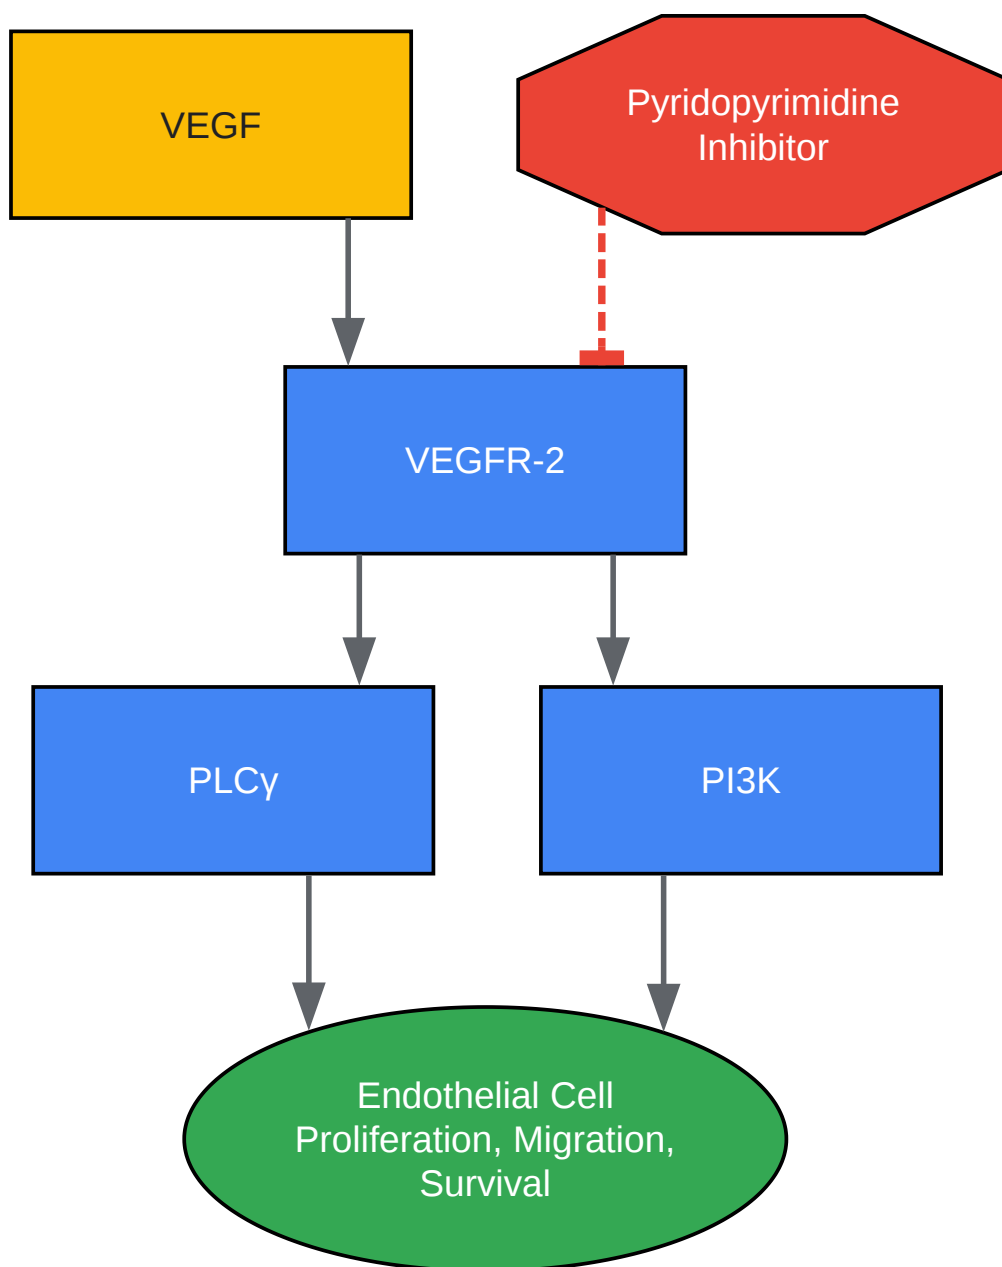 VEGF
Pyridopyrimidine
Inhibitor
VEGFR-2
PLCγ
PI3K
Endothelial Cell
Proliferation, Migration,
Survival